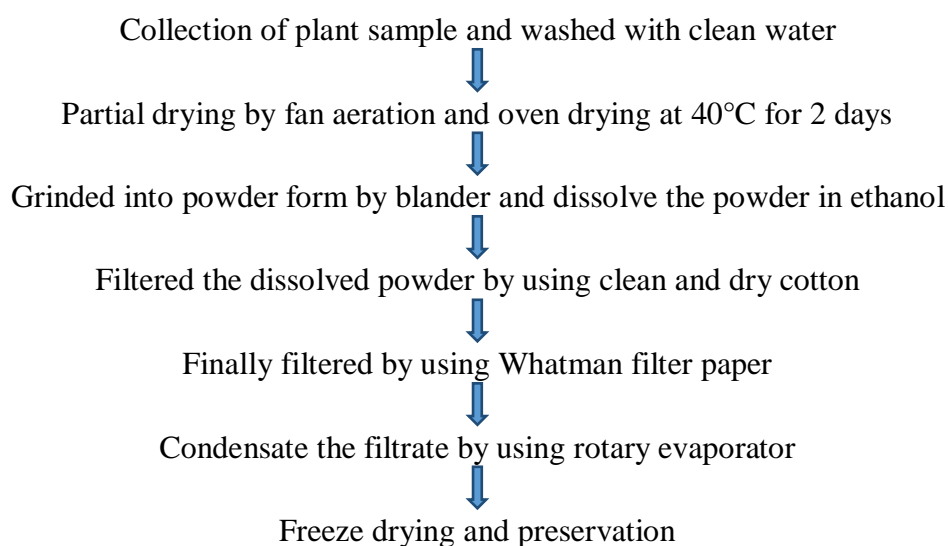 Collection of plant sample and washed with clean water
Partial drying by fan aeration and oven drying at 40°C for 2 days
Grinded into powder form by blander and dissolve the powder in ethanol
Filtered the dissolved powder by using clean and dry cotton
Finally filtered by using Whatman filter paper
Condensate the filtrate by using rotary evaporator
Freeze drying and preservation